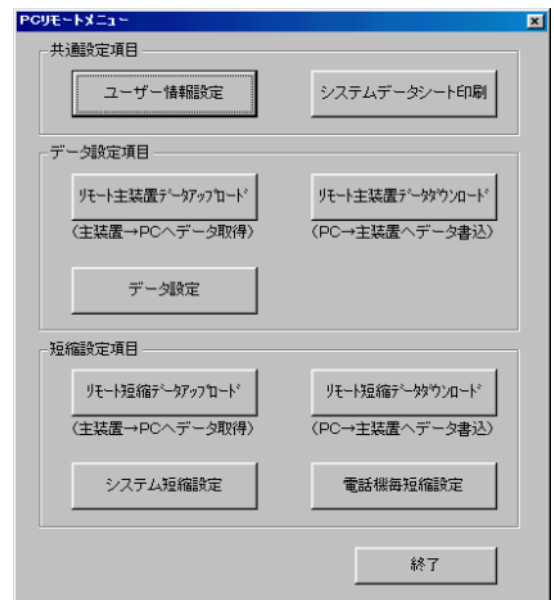 PCリモートメニュー
共通設定項目
ユーザー情報設定
システムデータシート印刷
データ設定項目
リモート主装置ﾃﾞｰﾀｱｯﾌﾟﾛｰﾄﾞ
リモート主装置ﾃﾞｰﾀﾀﾞｳﾝﾛｰﾄﾞ
(主装置→PCへデータ取得)
(PC→主装置へデータ書込)
データ設定
短縮設定項目
リモート短縮ﾃﾞｰﾀｱｯﾌﾟﾛｰﾄﾞ
リモート短縮ﾃﾞｰﾀﾀﾞｳﾝﾛｰﾄﾞ
(主装置→PCへデータ取得)
(PC→主装置へデータ書込)
システム短縮設定
電話機毎短縮設定
終了